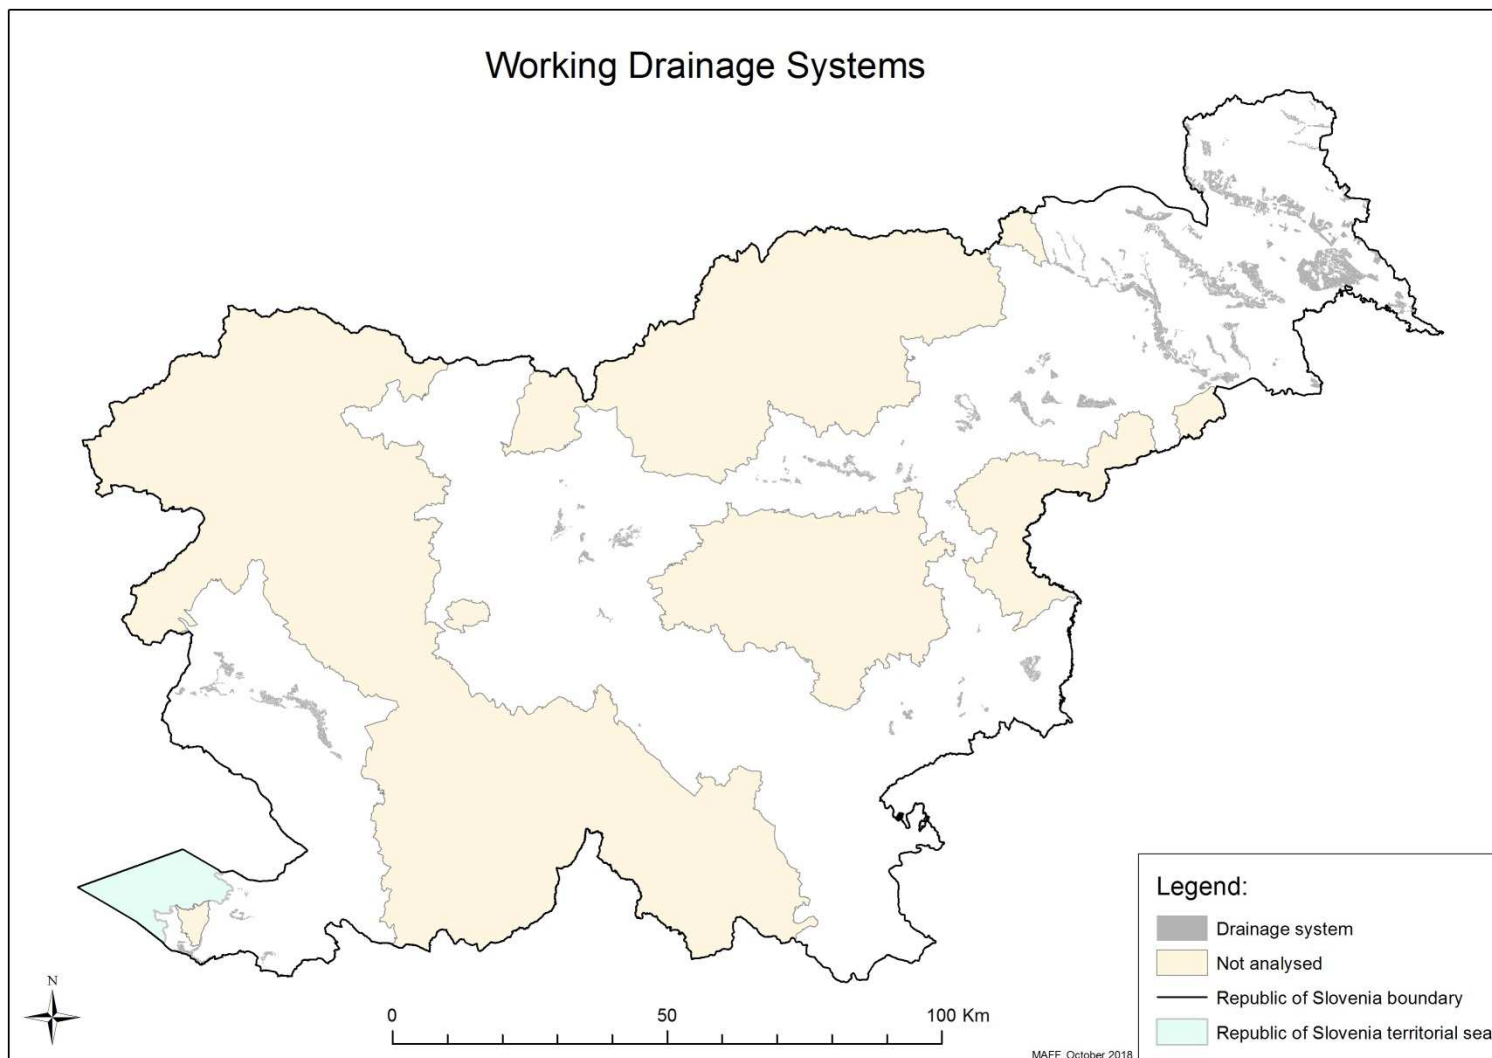 Working Drainage Systems
Legend:
Drainage system
Not analysed
Republic of Slovenia boundary
Republic of Slovenia territorial sea
N
0 50 100 Km
MAFF, October 2018